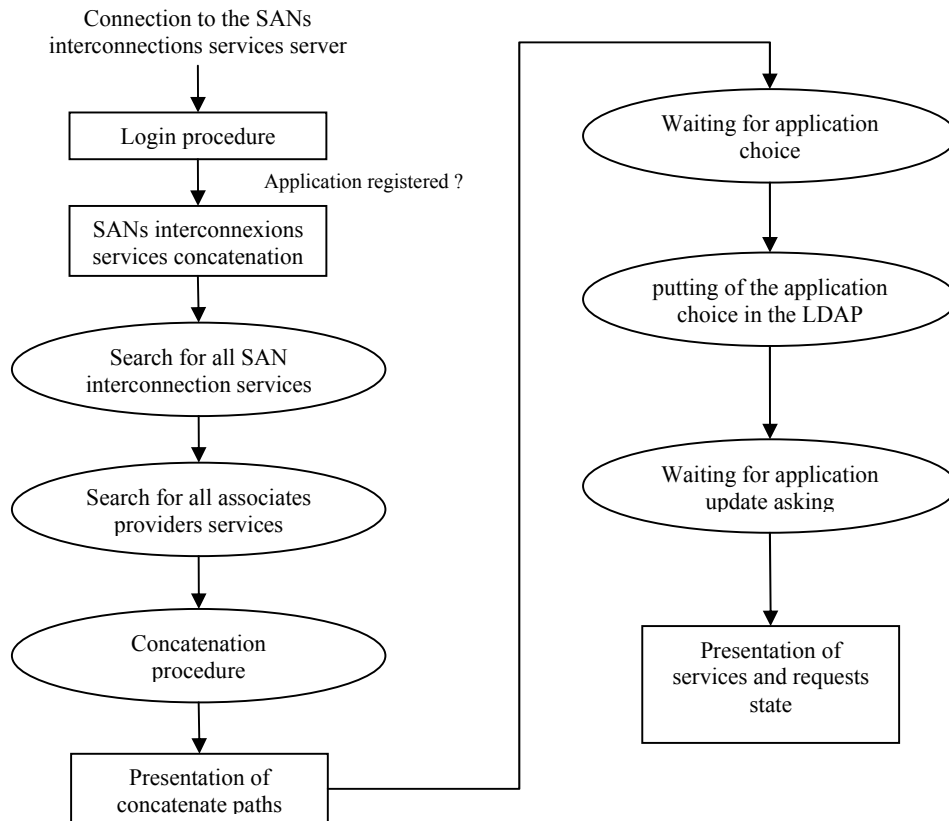 Connection to the SANs
interconnections services server
Login procedure
Application registered ?
SANs interconnexions
services concatenation
Search for all SAN
interconnection services
Search for all associates
providers services
Concatenation
procedure
Presentation of
concatenate paths
Waiting for application
choice
putting of the application
choice in the LDAP
Waiting for application
update asking
Presentation of
services and requests
state